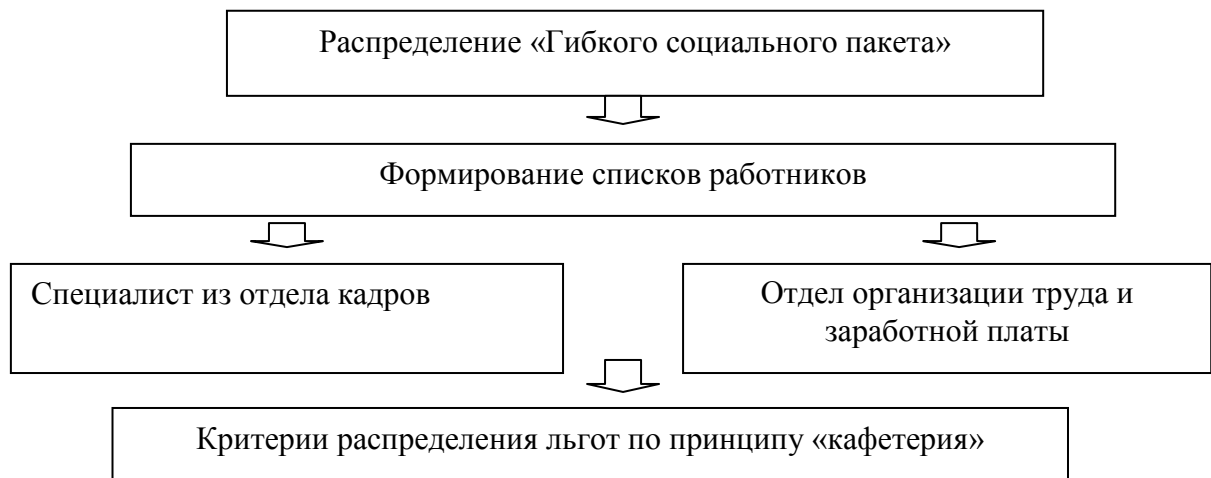 Распределение «Гибкого социального пакета»
Формирование списков работников
Специалист из отдела кадров
Отдел организации труда и
заработной платы
Критерии распределения льгот по принципу «кафетерия»